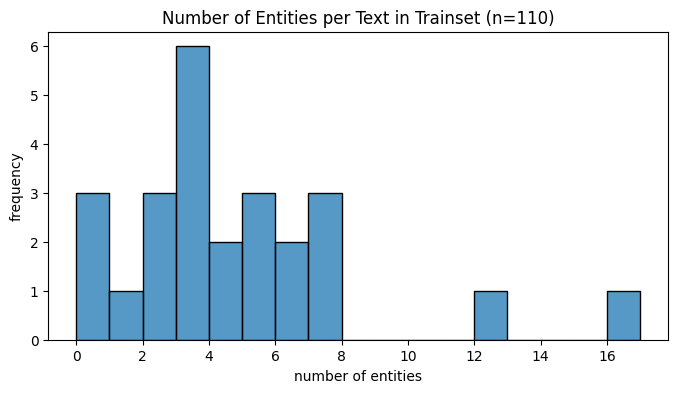 Number of Entities per Text in Trainset (n=110)
6
5
4
3
2
1
0
frequency
0 2 4 6 8 10 12 14 16
number of entities